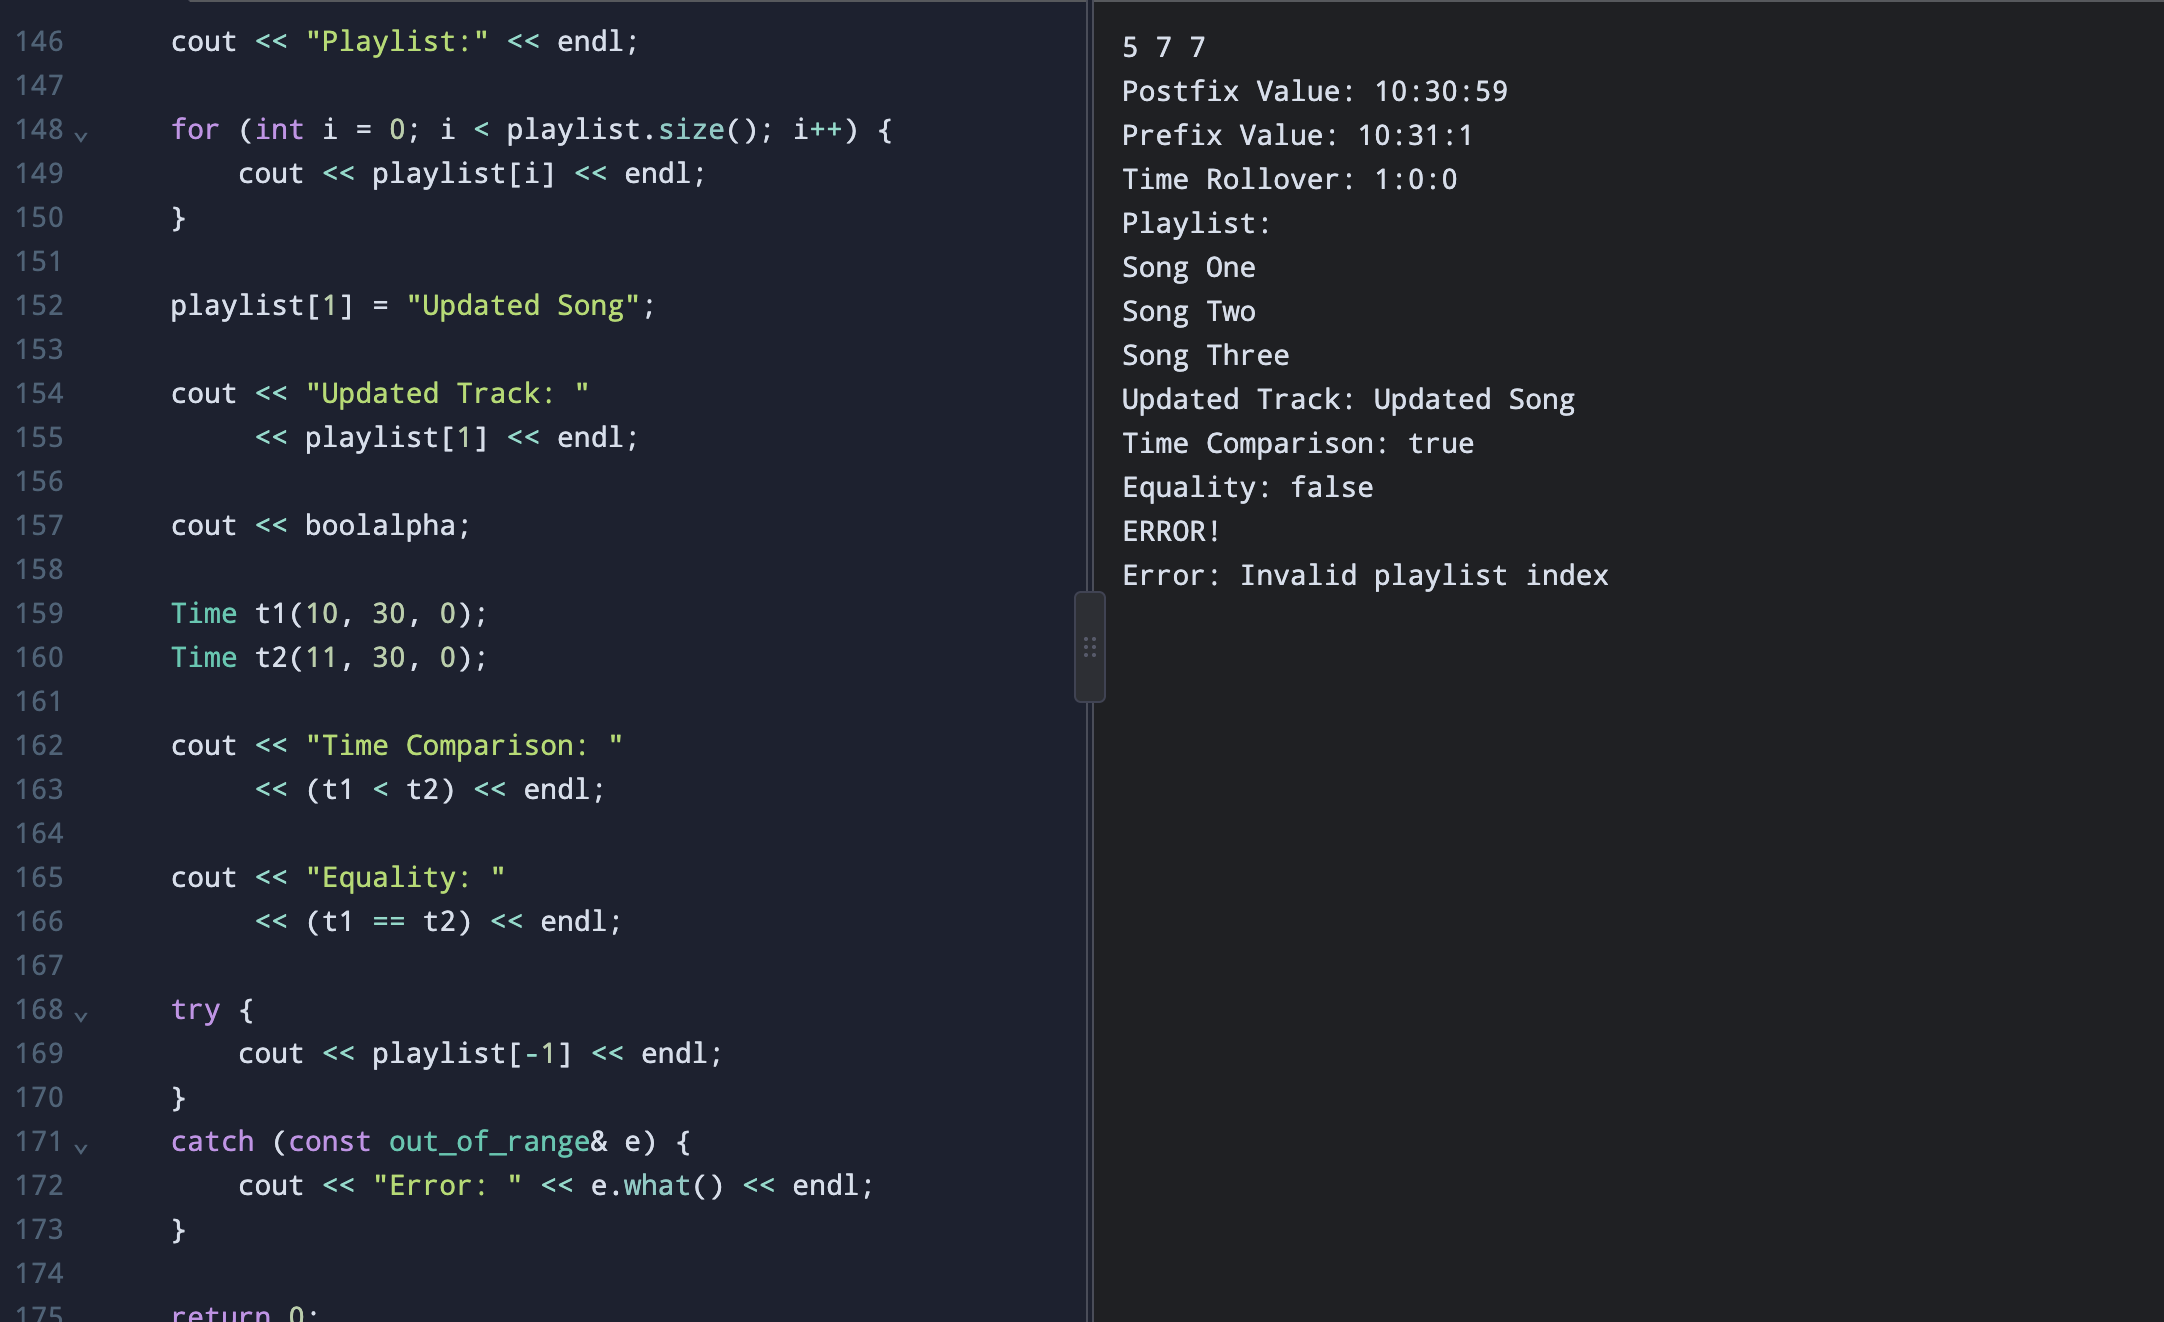 146 cout << "Playlist:" << endl;
147
148 for (int i = 0; i < playlist.size(); i++) {
149 cout << playlist[i] << endl;
150 }
151
152 playlist[1] = "Updated Song";
153
154 cout << "Updated Track: "
155 << playlist[1] << endl;
156
157 cout << boolalpha;
158
159 Time t1(10, 30, 0);
160 Time t2(11, 30, 0);
161
162 cout << "Time Comparison: "
163 << (t1 < t2) << endl;
164
165 cout << "Equality: "
166 << (t1 == t2) << endl;
167
168 try {
169 cout << playlist[-1] << endl;
170 }
171 catch (const out_of_range& e) {
172 cout << "Error: " << e.what() << endl;
173 }
174
175 return 0;
5 7 7
Postfix Value: 10:30:59
Prefix Value: 10:31:1
Time Rollover: 1:0:0
Playlist:
Song One
Song Two
Song Three
Updated Track: Updated Song
Time Comparison: true
Equality: false
ERROR!
Error: Invalid playlist index